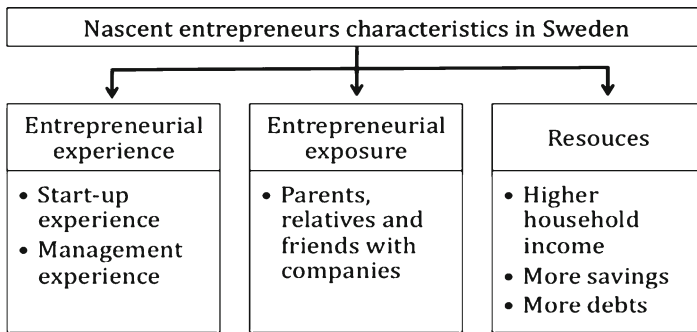 Nascent entrepreneurs characteristics in Sweden
Entrepreneurial
experience
• Start-up
experience
• Management
experience
Entrepreneurial
exposure
• Parents,
relatives and
friends with
companies
Resouces
• Higher
household
income
• More savings
• More debts